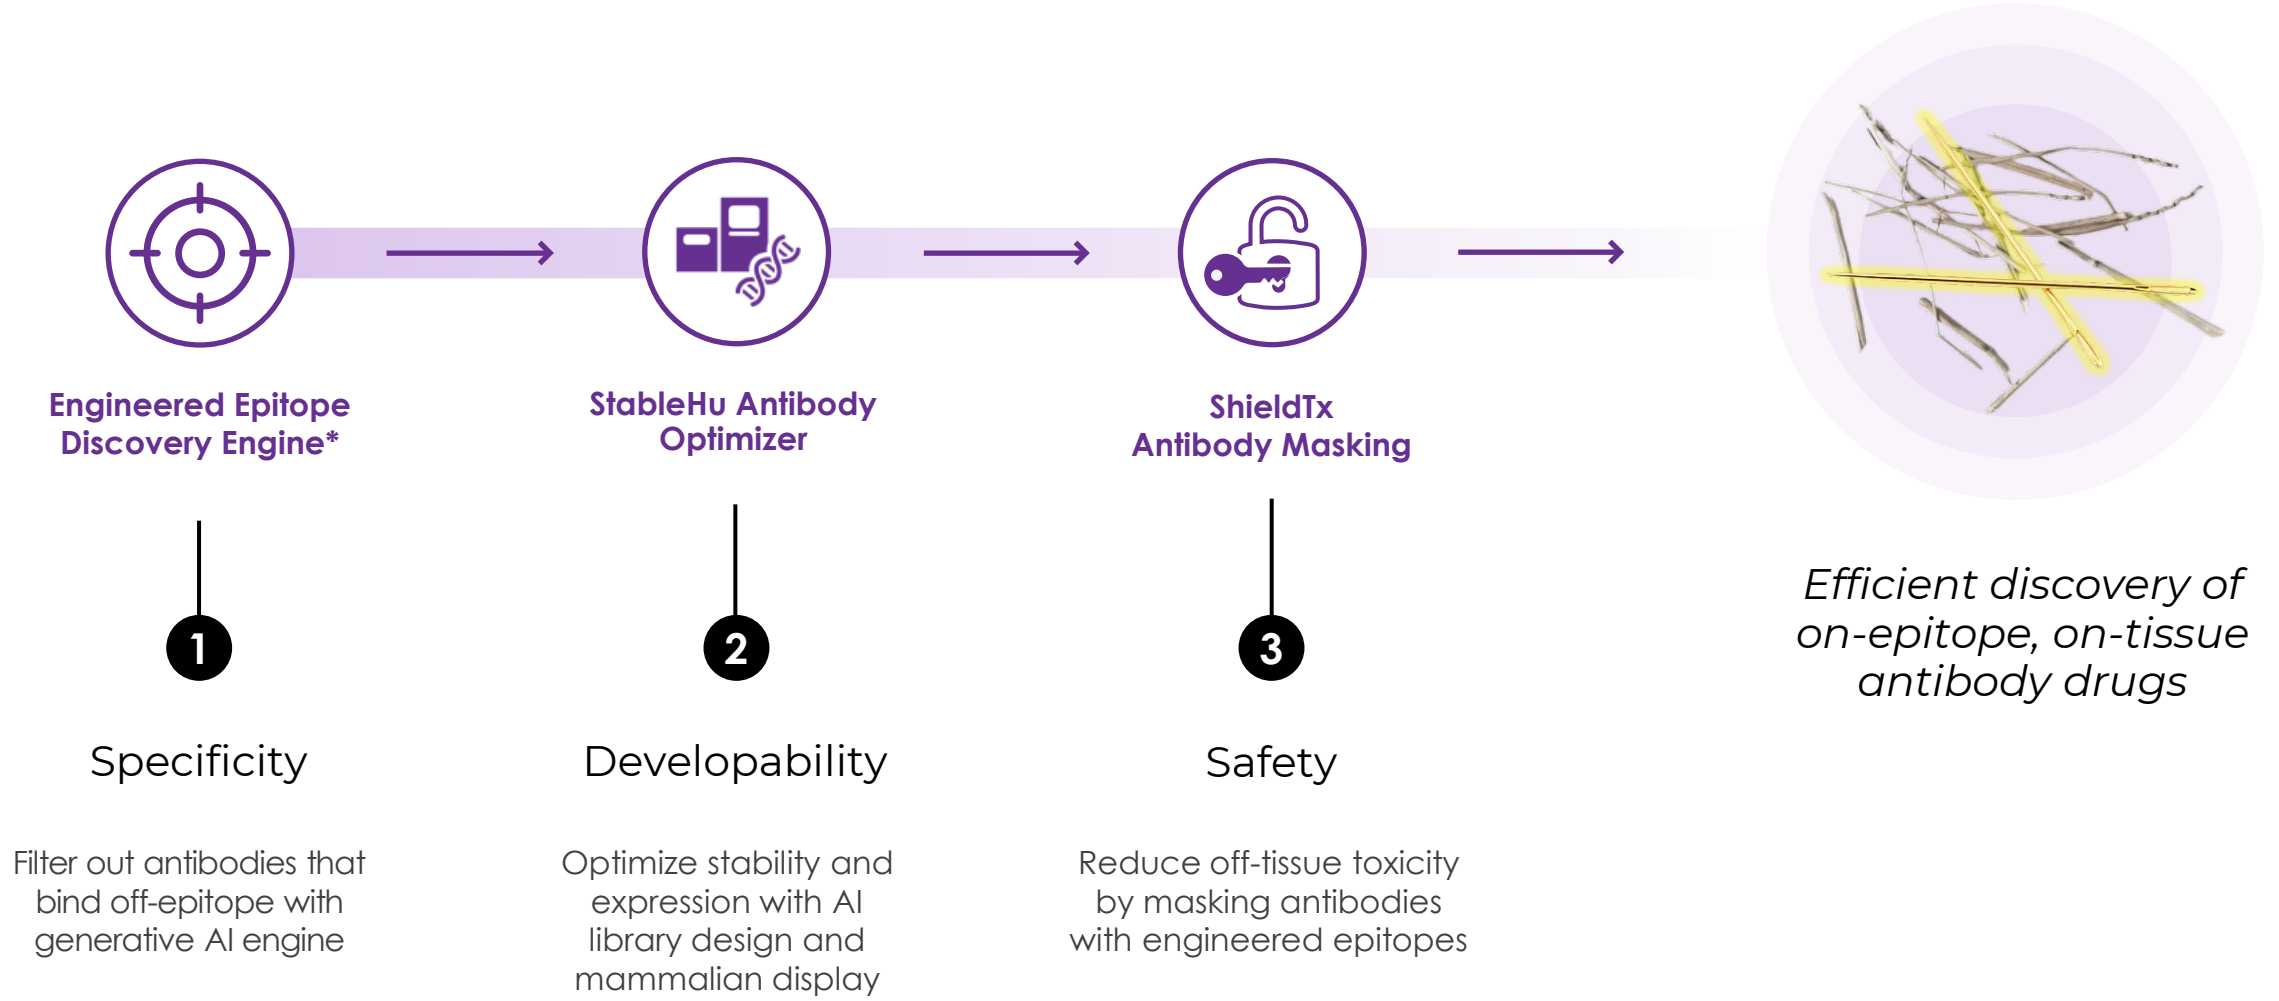 Engineered Epitope
Discovery Engine*
1
Specificity
Filter out antibodies that
bind off-epitope with
generative AI engine
StableHu Antibody
Optimizer
2
Developability
Optimize stability and
expression with AI
library design and
mammalian display
ShieldTx
Antibody Masking
3
Safety
Reduce off-tissue toxicity
by masking antibodies
with engineered epitopes
Efficient discovery of
on-epitope, on-tissue
antibody drugs